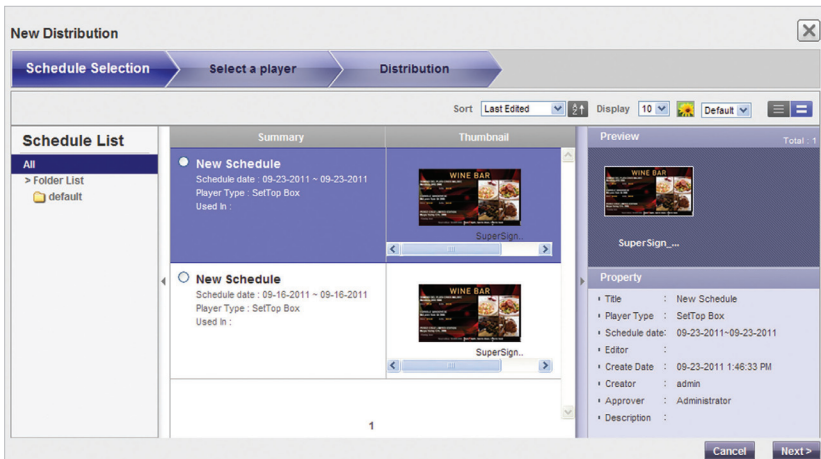 New Distribution
Schedule Selection
Select a player
Distribution
Sort Last Edited Display 10 Default
Schedule List
All
> Folder List
default
Summary
Thumbnail
New Schedule
Schedule date : 09-23-2011 ~ 09-23-2011
Player Type : SetTop Box
Used In :
WINE BAR
SuperSign..
New Schedule
Schedule date : 09-16-2011 ~ 09-16-2011
Player Type : SetTop Box
Used In :
WINE BAR
SuperSign..
1
Preview
Total : 1
WINE BAR
SuperSign_...
Property
Title : New Schedule
Player Type : SetTop Box
Schedule date: 09-23-2011~09-23-2011
Editor :
Create Date : 09-23-2011 1:46:33 PM
Creator : admin
Approver : Administrator
Description :
Cancel
Next >